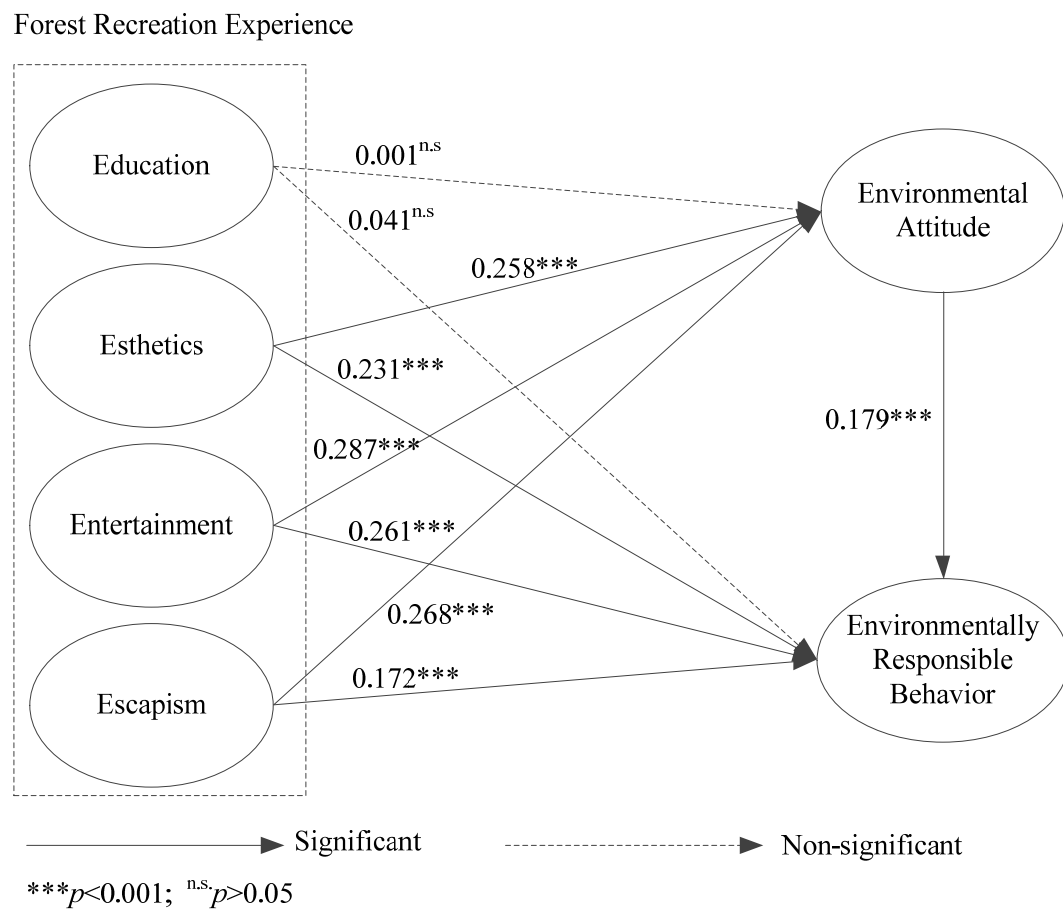 Forest Recreation Experience
Education
0.001n.s
Environmental
Attitude
0.041n.s
0.258***
Esthetics
0.231***
0.179***
0.287***
Entertainment
0.261***
0.268***
Environmentally
Responsible
Behavior
Escapism
0.172***
Significant
Non-significant
***p<0.001; n.s.p>0.05